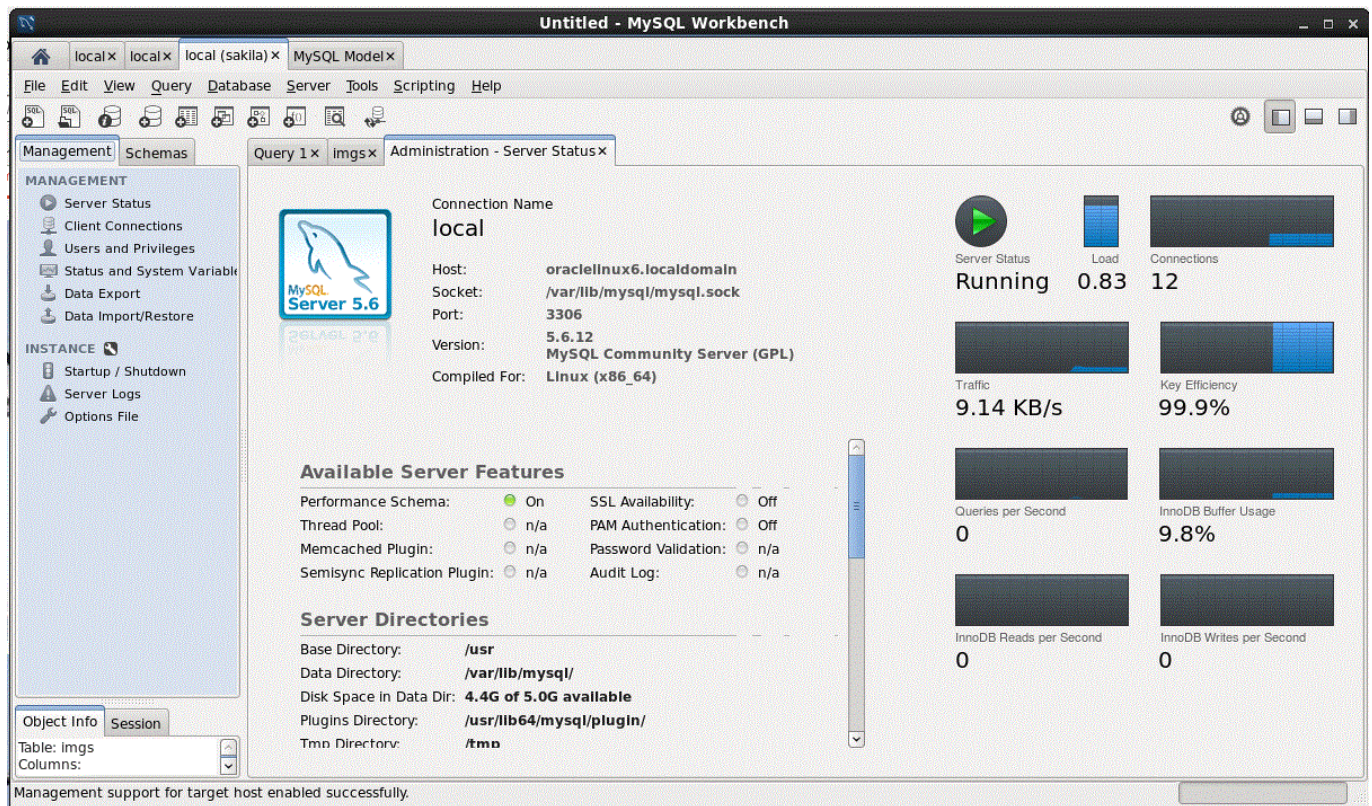 Untitled - MySQL Workbench
local× local× local (sakila)× MySQL Model×
File Edit View Query Database Server Tools Scripting Help
Management Schemas
Query 1× imgs× Administration - Server Status×
MANAGEMENT
Server Status
Client Connections
Users and Privileges
Status and System Variable
Data Export
Data Import/Restore
INSTANCE
Startup / Shutdown
Server Logs
Options File
MySQL
Server 5.6
Connection Name
local
Host: oraclelinux6.localdomain
Socket: /var/lib/mysql/mysql.sock
Port: 3306
Version: 5.6.12
MySQL Community Server (GPL)
Compiled For: Linux (x86_64)
Available Server Features
Performance Schema: On SSL Availability: Off
Thread Pool: n/a PAM Authentication: Off
Memcached Plugin: n/a Password Validation: n/a
Semisync Replication Plugin: n/a Audit Log: n/a
Server Directories
Base Directory: /usr
Data Directory: /var/lib/mysql/
Disk Space in Data Dir: 4.4G of 5.0G available
Plugins Directory: /usr/lib64/mysql/plugin/
Tmp Directory: /tmp
Server Status Load Connections
Running 0.83 12
Traffic Key Efficiency
9.14 KB/s 99.9%
Queries per Second InnoDB Buffer Usage
0 9.8%
InnoDB Reads per Second InnoDB Writes per Second
0 0
Object Info Session
Table: imgs
Columns:
Management support for target host enabled successfully.